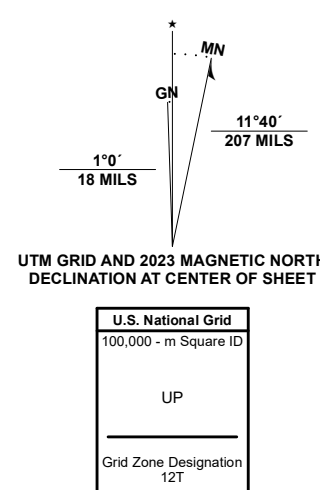 ★
MN
GN
11°40´
207 MILS
1°0´
18 MILS
UTM GRID AND 2023 MAGNETIC NORTH
DECLINATION AT CENTER OF SHEET
U.S. National Grid
100,000 - m Square ID
UP
Grid Zone Designation
12T